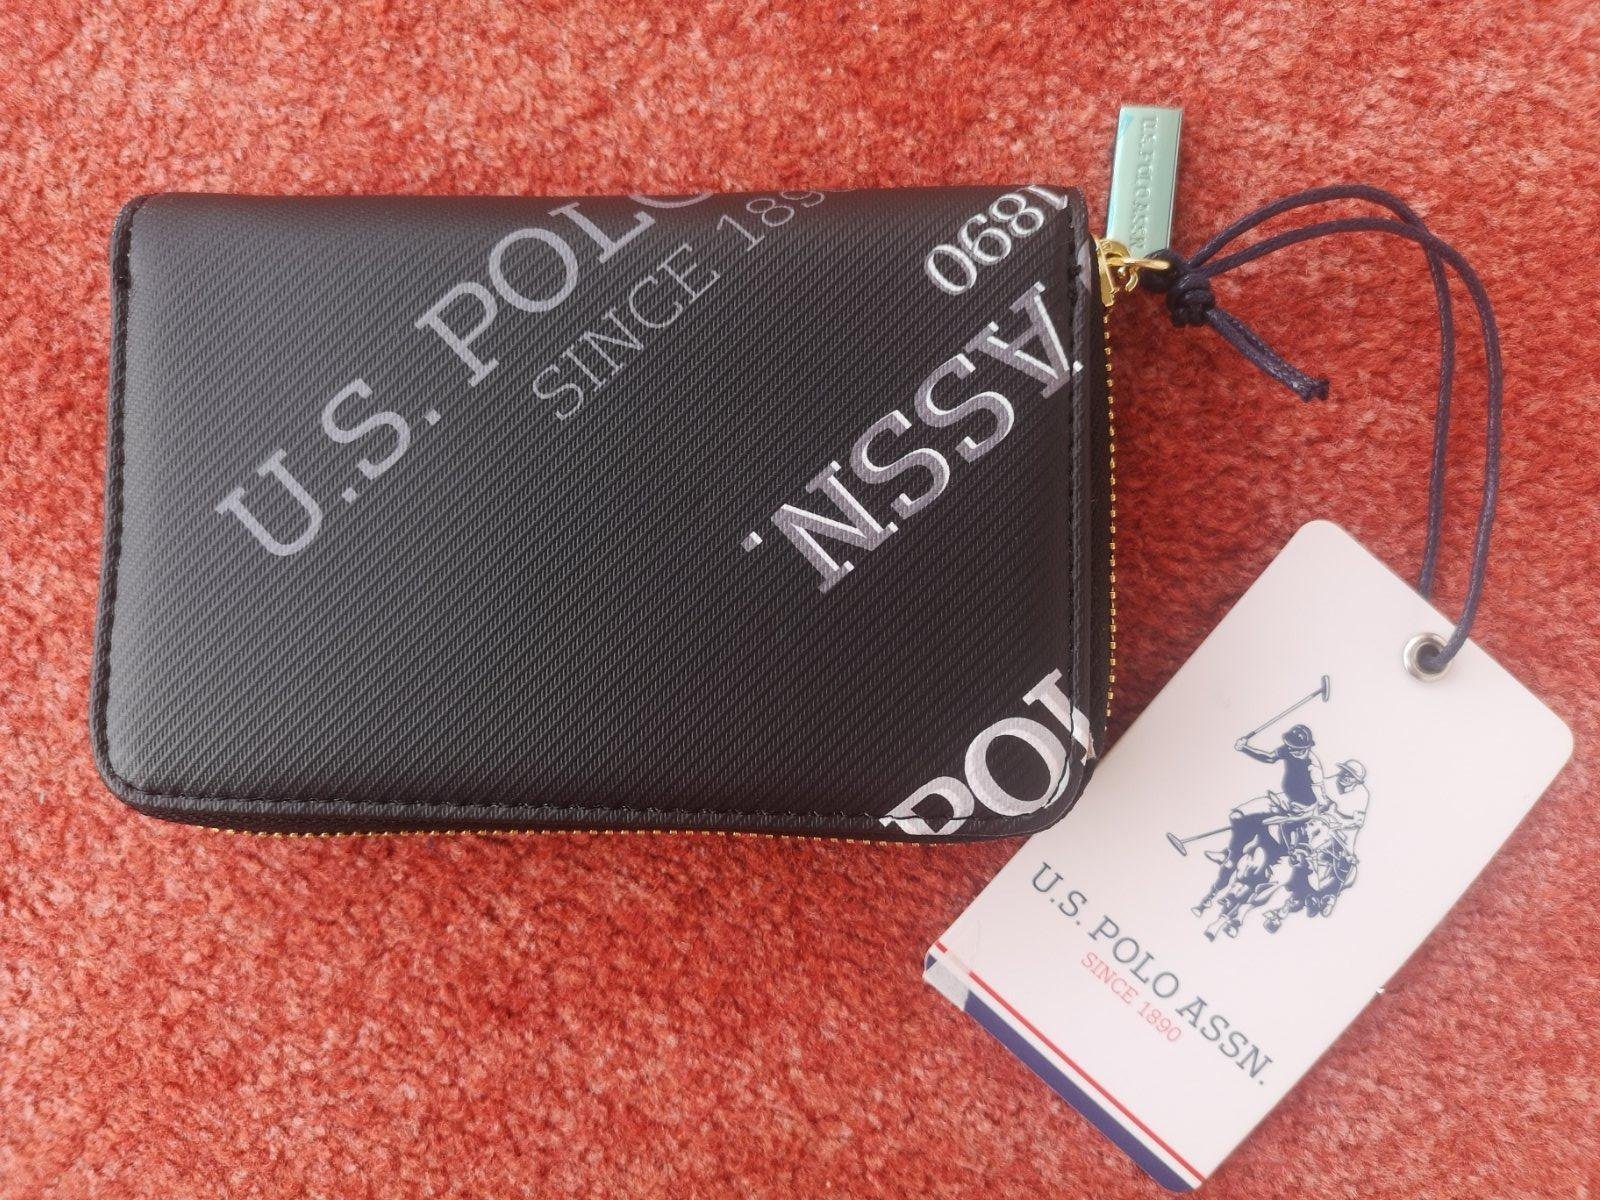 U.S. POLO
SINCE 189
1890
ASSN.
POL
U.S. POLO ASSN.
U.S. POLO ASSN.
SINCE 1890